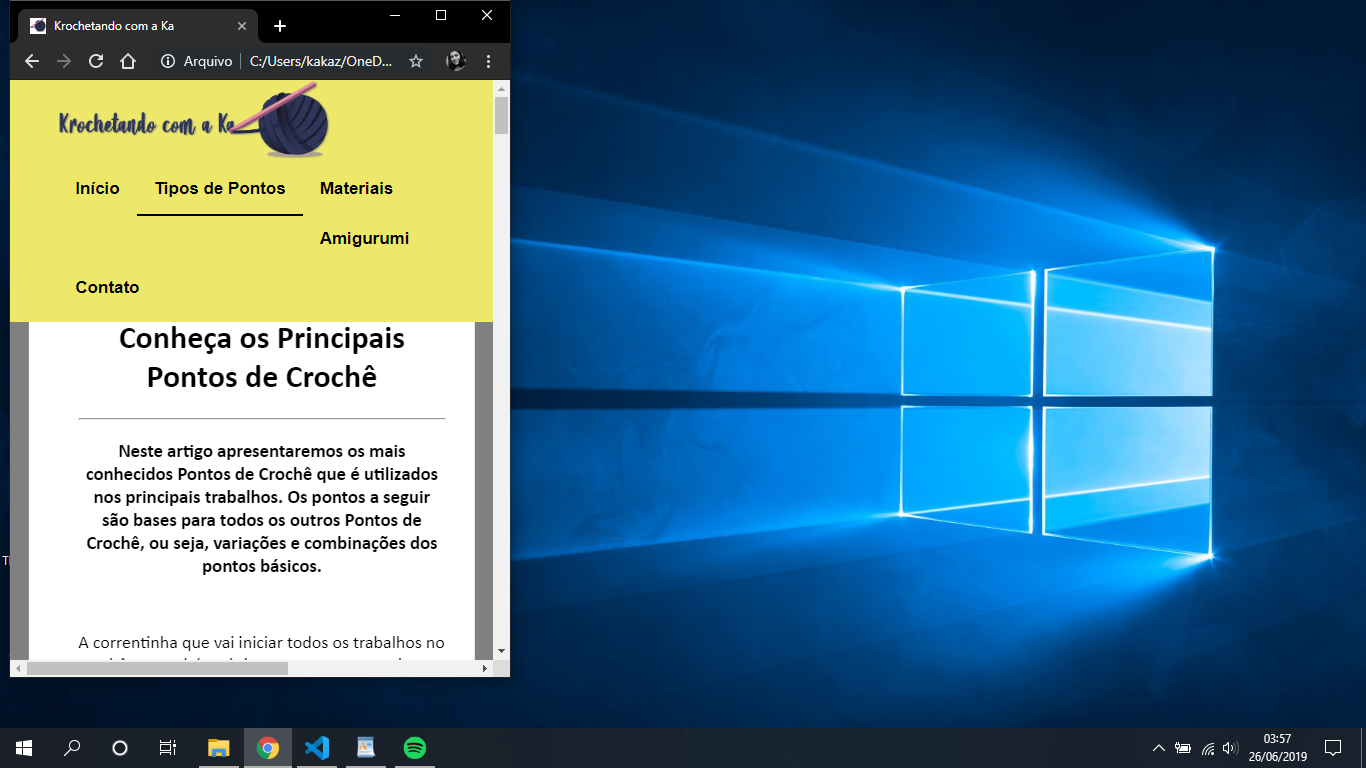 Krochetando com a Ka
Arquivo C:/Users/kakaz/OneD...
Krochetando com a Ka
Início Tipos de Pontos Materiais
Amigurumi
Contato
Conheça os Principais
Pontos de Crochê
Neste artigo apresentaremos os mais
conhecidos Pontos de Crochê que é utilizados
nos principais trabalhos. Os pontos a seguir
são bases para todos os outros Pontos de
Crochê, ou seja, variações e combinações dos
pontos básicos.
A correntinha que vai iniciar todos os trabalhos no
03:57
26/06/2019